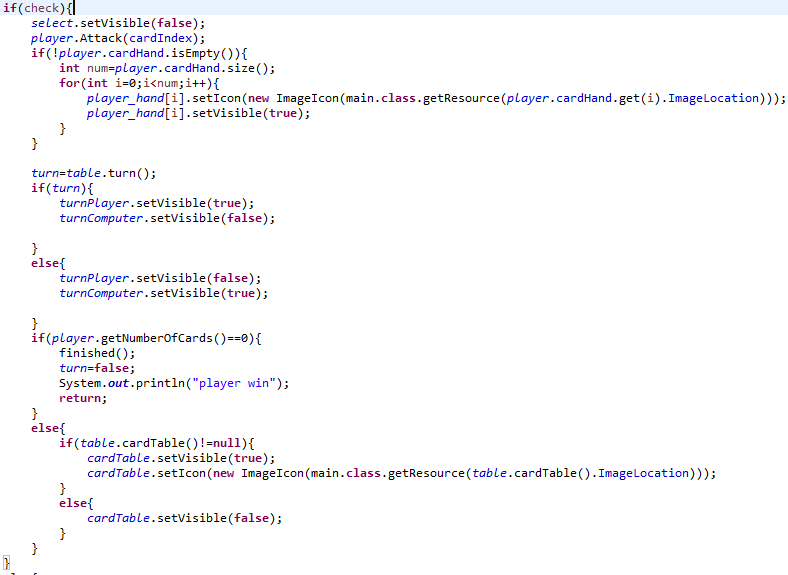 if(check){
    select.setVisible(false);
    player.Attack(cardIndex);
    if(!player.cardHand.isEmpty()){
        int num=player.cardHand.size();
        for(int i=0;i<num;i++){
            player_hand[i].setIcon(new ImageIcon(main.class.getResource(player.cardHand.get(i).ImageLocation)));
            player_hand[i].setVisible(true);
        }
    }

    turn=table.turn();
    if(turn){
        turnPlayer.setVisible(true);
        turnComputer.setVisible(false);

    }
    else{
        turnPlayer.setVisible(false);
        turnComputer.setVisible(true);

    }
    if(player.getNumberOfCards()==0){
        finished();
        turn=false;
        System.out.println("player win");
        return;
    }
    else{
        if(table.cardTable()!=null){
            cardTable.setVisible(true);
            cardTable.setIcon(new ImageIcon(main.class.getResource(table.cardTable().ImageLocation)));
        }
        else{
            cardTable.setVisible(false);
        }
    }
}